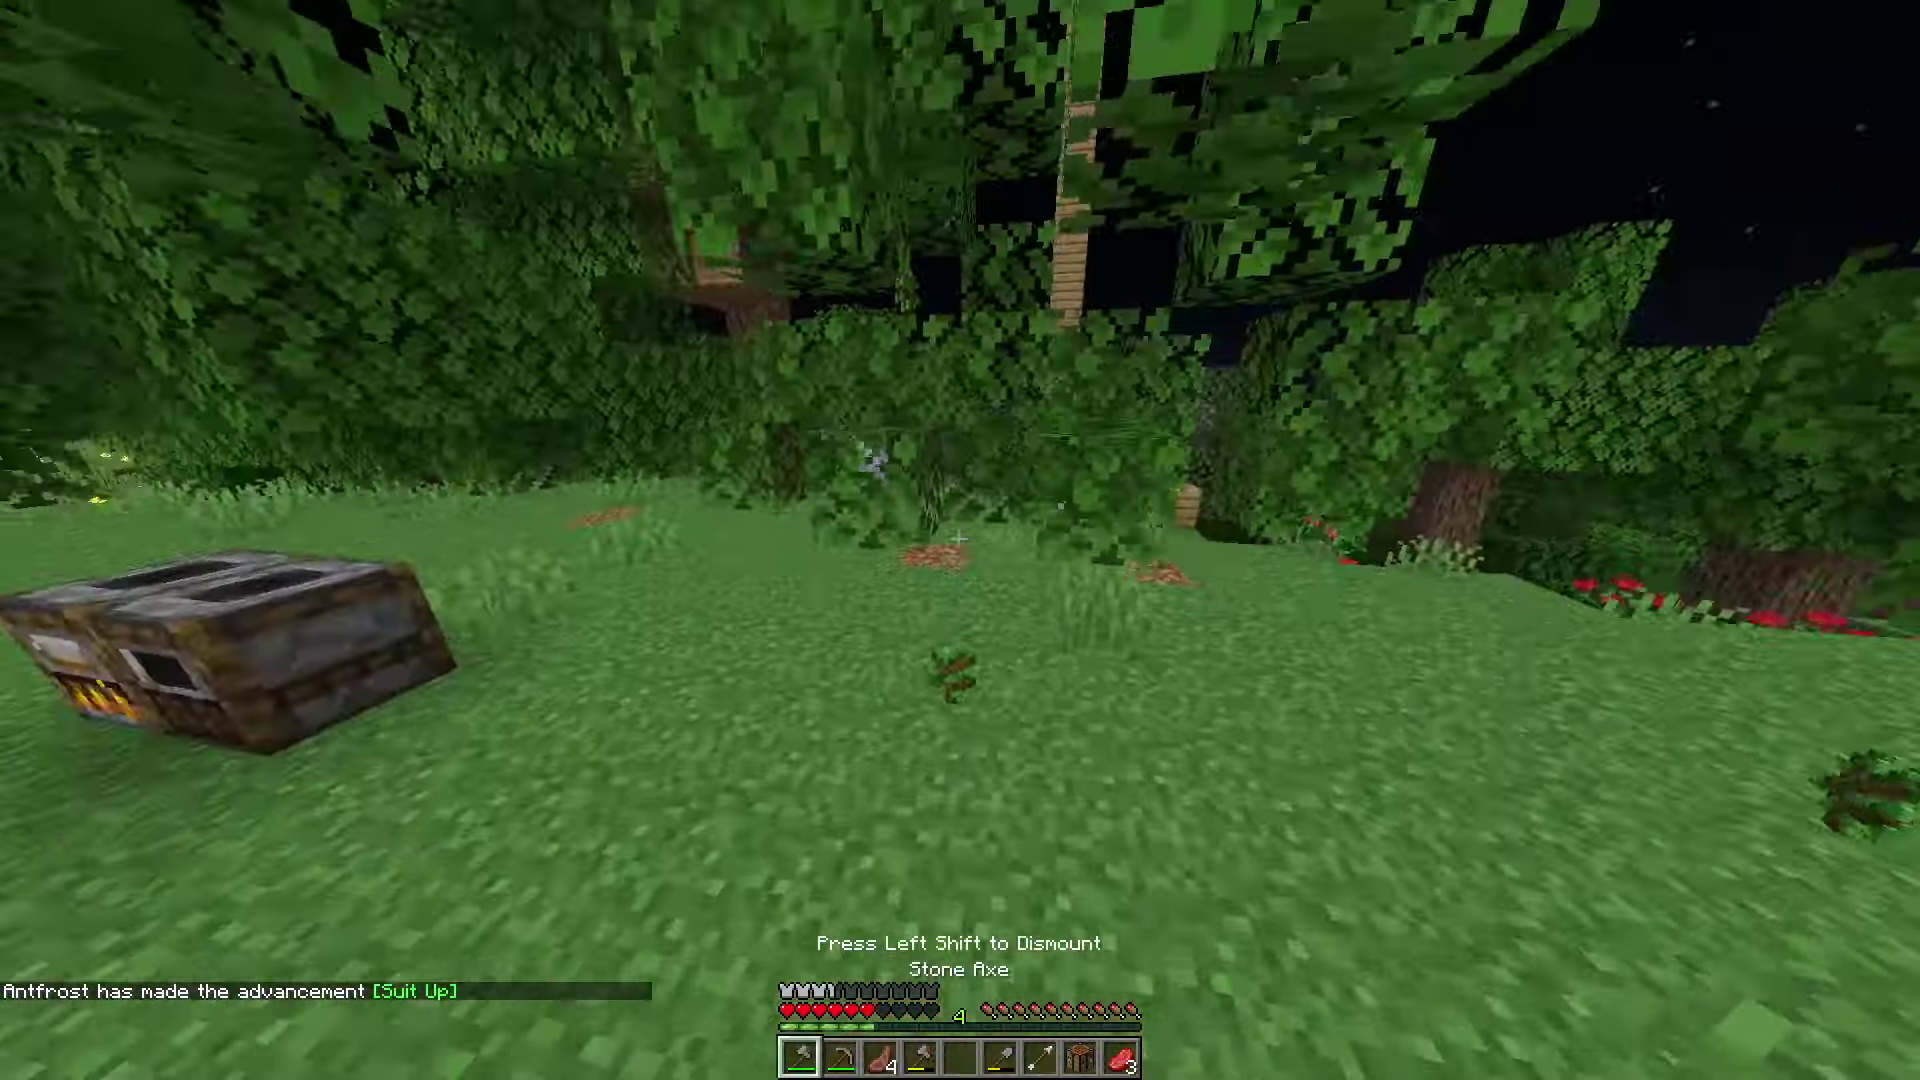 Press Left Shift to Dismount
Stone Axe
Antfrost has made the advancement [Suit Up]
4
4
3